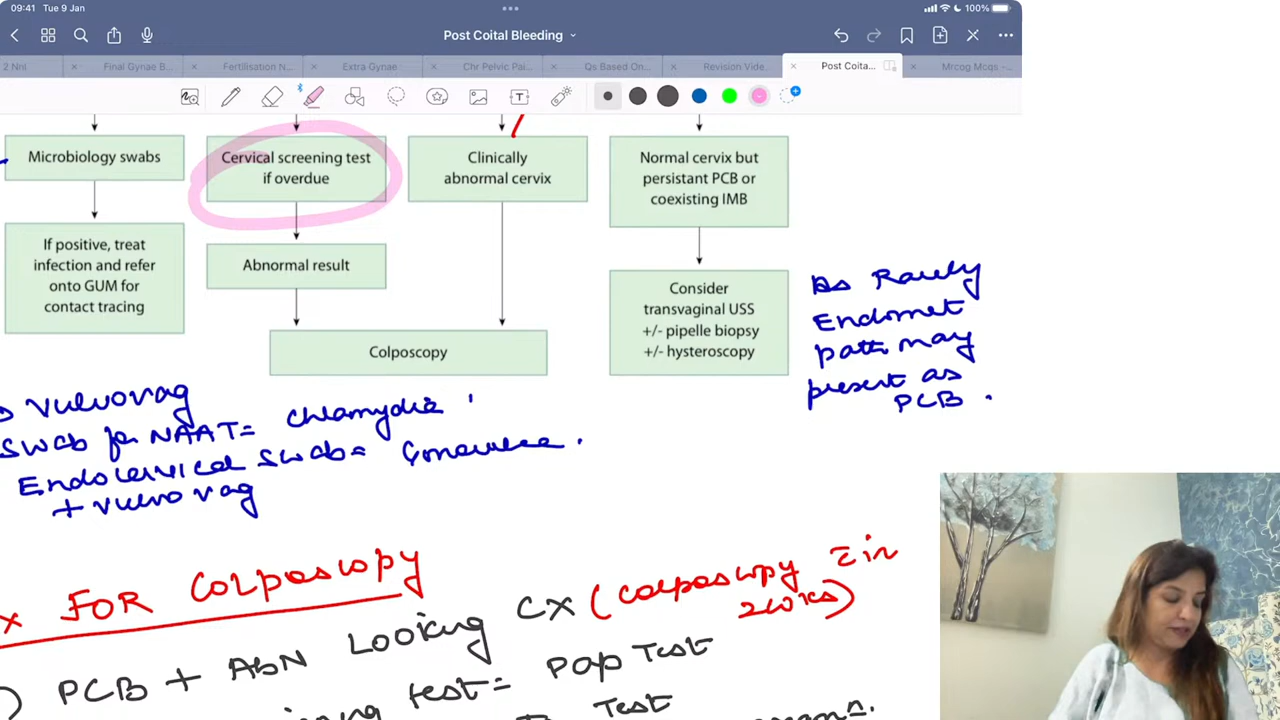 09:41 Tue 9 Jan
100%
Post Coital Bleeding
2 Nnl
Final Gynae B...
Fertilisation N...
Extra Gynae
Chr Pelvic Pai...
Qs Based On...
Revision Vide...
Post Coita...
Mrcog Mcqs -...
Microbiology swabs
If positive, treat
infection and refer
onto GUM for
contact tracing
Cervical screening test
if overdue
Abnormal result
Clinically
abnormal cervix
Colposcopy
Normal cervix but
persistant PCB or
coexisting IMB
Consider
transvaginal USS
+/- pipelle biopsy
+/- hysteroscopy
As Rarely
Endomet
path may
present as
PCB.
vulvovag
swab for NAAT = chlamydia
Endocervical swab =
+ vulvovag
FOR COLPOSCOPY
PCB + ABN Looking CX (colposcopy in
2 wks)
test = Pap Test
Test